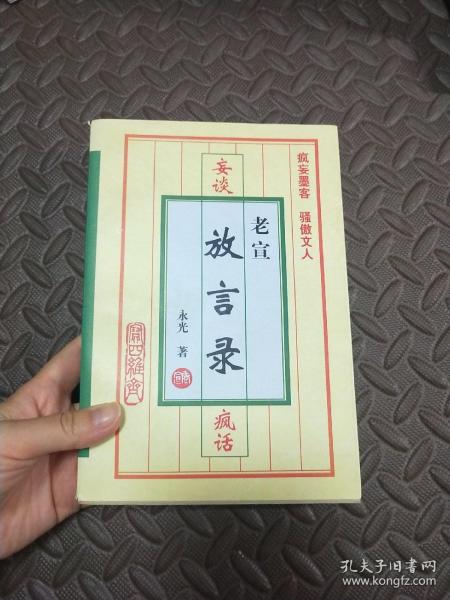 疯妄墨客　骚傲文人
妄谈
老宣
放言录
永光　著
疯话
孔夫子旧书网
www.kongfz.com